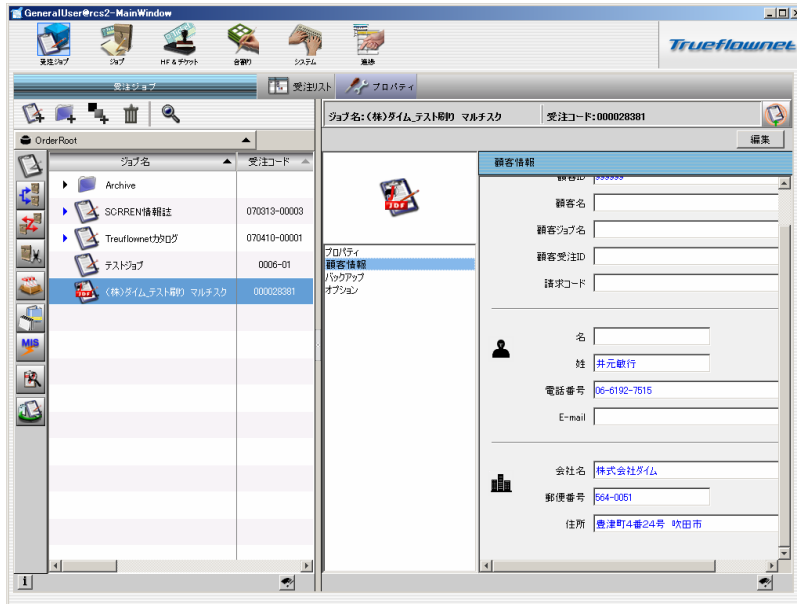 GeneralUser@rcs2-MainWindow
受注ジョブ
ジョブ
HF & チケット
台割り
システム
進捗
Trueflownet
受注ジョブ
受注リスト
プロパティ
ジョブ名:(株)ダイム_テスト刷り マルチスク
受注コード:000028381
OrderRoot
編集
ジョブ名
受注コード
Archive
SCRREN情報誌
070313-00003
Treuflownetカタログ
070410-00001
テストジョブ
0006-01
(株)ダイム_テスト刷り マルチスク
000028381
MIS
JDF
プロパティ
顧客情報
バックアップ
オプション
顧客情報
顧客ID
999999
顧客名
顧客ジョブ名
顧客受注ID
請求コード
名
姓
井元敏行
電話番号
06-6192-7515
E-mail
会社名
株式会社ダイム
郵便番号
564-0051
住所
豊津町4番24号 吹田市